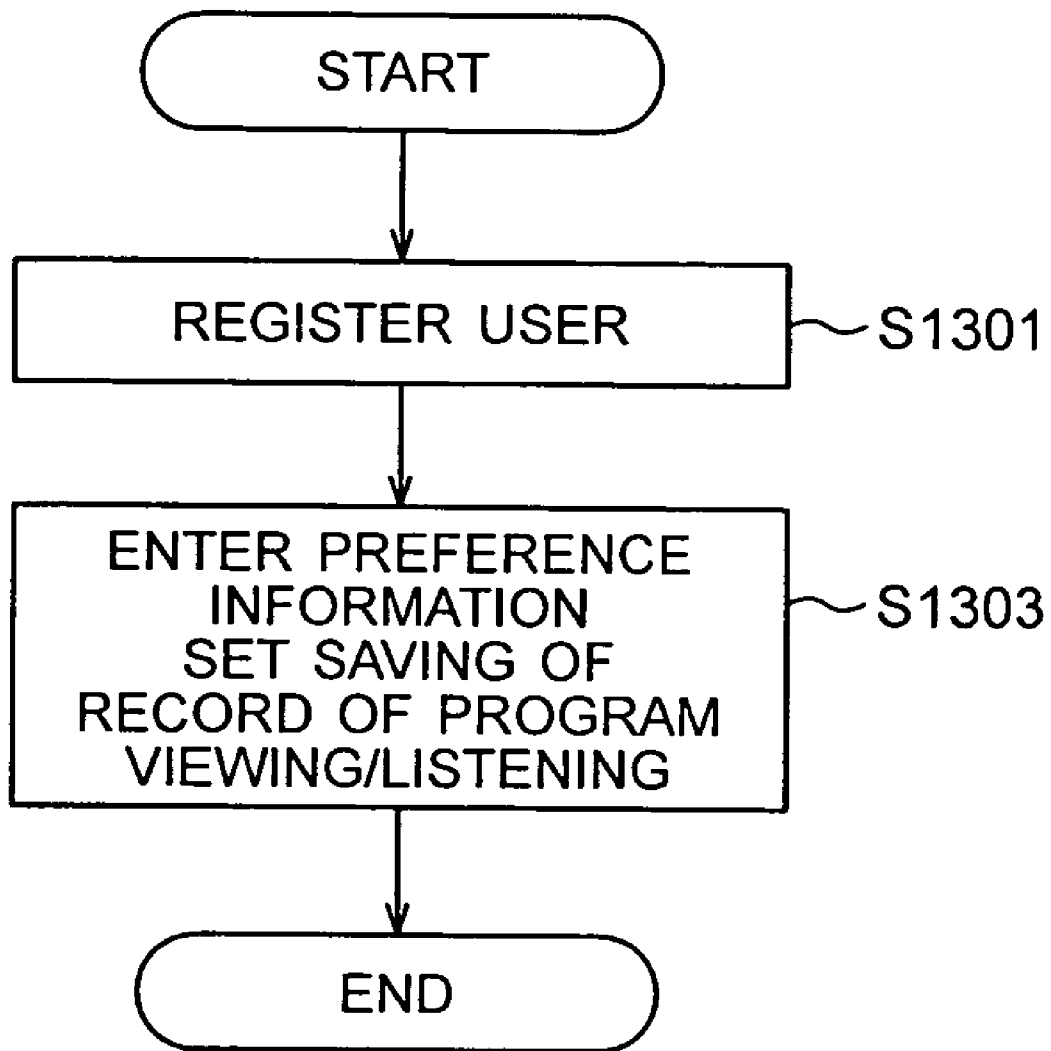 START
REGISTER USER
S1301
ENTER PREFERENCE
INFORMATION
SET SAVING OF
RECORD OF PROGRAM
VIEWING/LISTENING
S1303
END